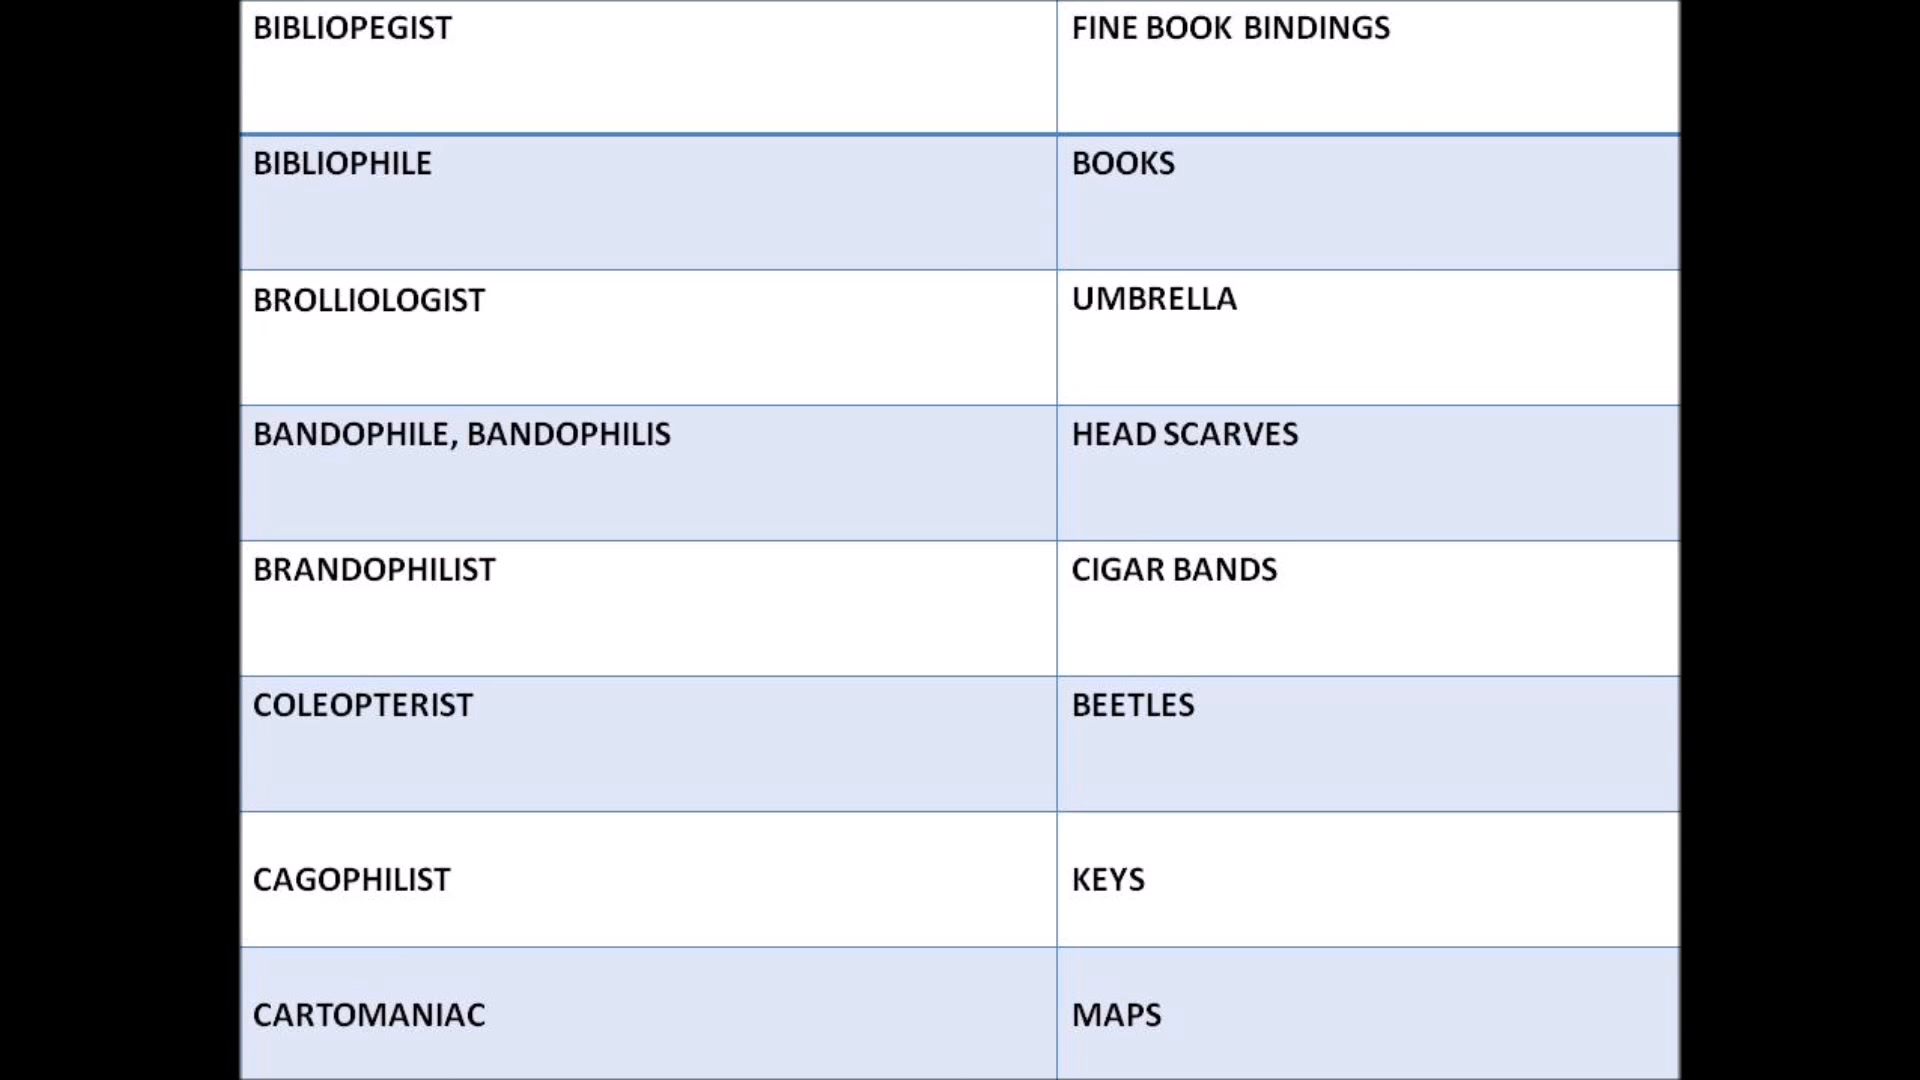 BIBLIOPEGIST FINE BOOK BINDINGS
BIBLIOPHILE BOOKS
BROLLIOLOGIST UMBRELLA
BANDOPHILE, BANDOPHILIS HEAD SCARVES
BRANDOPHILIST CIGAR BANDS
COLEOPTERIST BEETLES
CAGOPHILIST KEYS
CARTOMANIAC MAPS